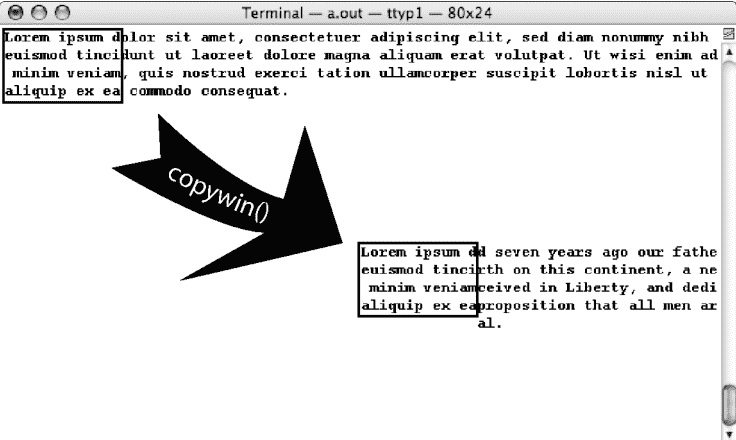 Terminal — a.out — ttyp1 — 80x24
Lorem ipsum dolor sit amet, consectetuer adipiscing elit, sed diam nonummy nibh
euismod tincidunt ut laoreet dolore magna aliquam erat volutpat. Ut wisi enim ad
minim veniam, quis nostrud exerci tation ullamcorper suscipit lobortis nisl ut
aliquip ex ea commodo consequat.
copywin()
Lorem ipsum dd seven years ago our fathe
euismod tincirth on this continent, a ne
minim veniamceived in Liberty, and dedi
aliquip ex eaproposition that all men ar
al.